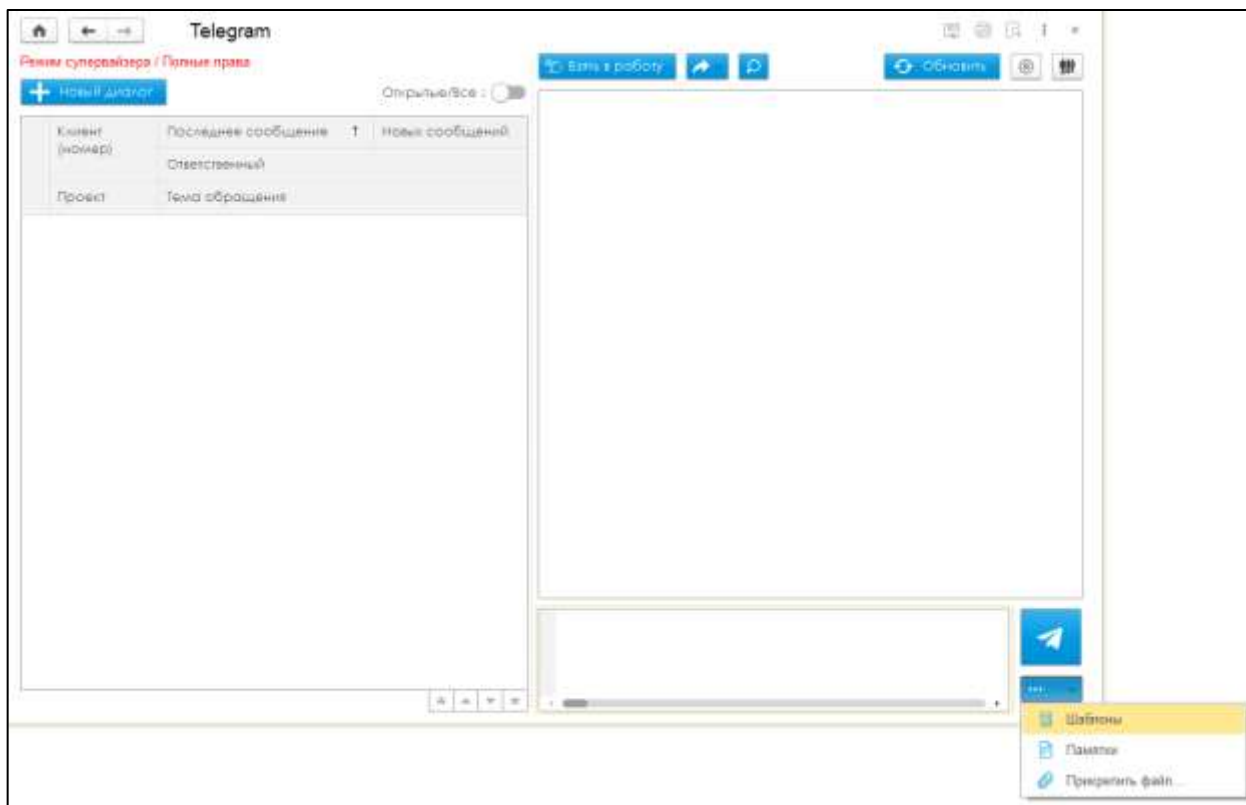 Telegram
Режим супервайзера / Полные права
Взять в работу
Обновить
Новый диалог
Открытые/Все :
Клиент (номер)
Последнее сообщение
Новых сообщений
Ответственный
Проект
Тема обращения
Шаблоны
Памятки
Прикрепить файл...